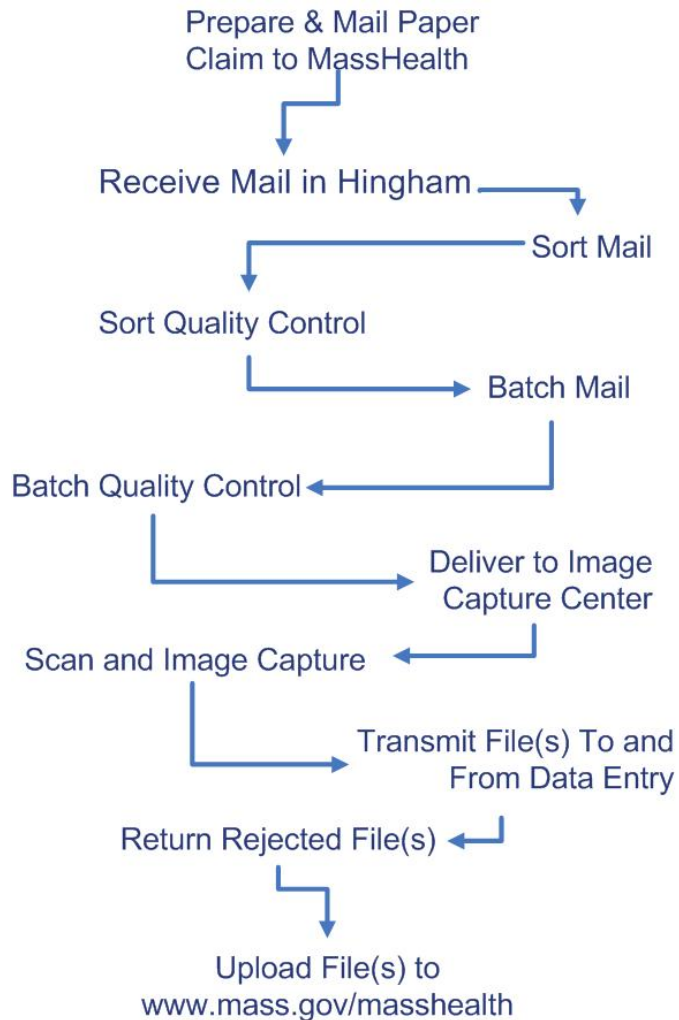 Prepare & Mail Paper
Claim to MassHealth
Receive Mail in Hingham
Sort Mail
Sort Quality Control
Batch Mail
Batch Quality Control
Deliver to Image
Capture Center
Scan and Image Capture
Transmit File(s) To and
From Data Entry
Return Rejected File(s)
Upload File(s) to
www.mass.gov/masshealth